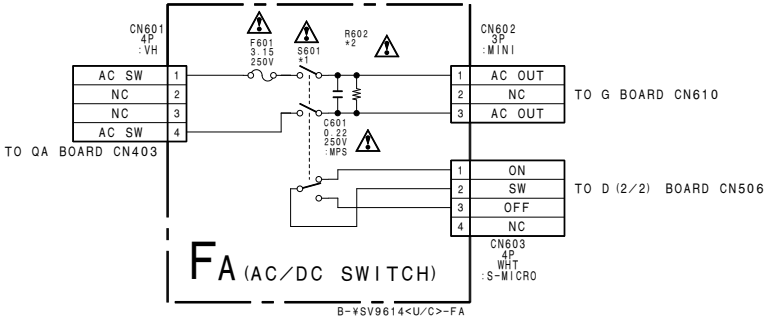 CN601
4P
:VH
F601
3.15
250V
S601
*1
R602
*2
CN602
3P
:MINI
AC SW 1
NC 2
NC 3
AC SW 4
TO QA BOARD CN403
1 AC OUT
2 NC
3 AC OUT
TO G BOARD CN610
C601
0.22
250V
:MPS
1 ON
2 SW
3 OFF
4 NC
TO D(2/2) BOARD CN506
CN603
4P
WHT
:S-MICRO
FA (AC/DC SWITCH)
B-¥SV9614<U/C>-FA